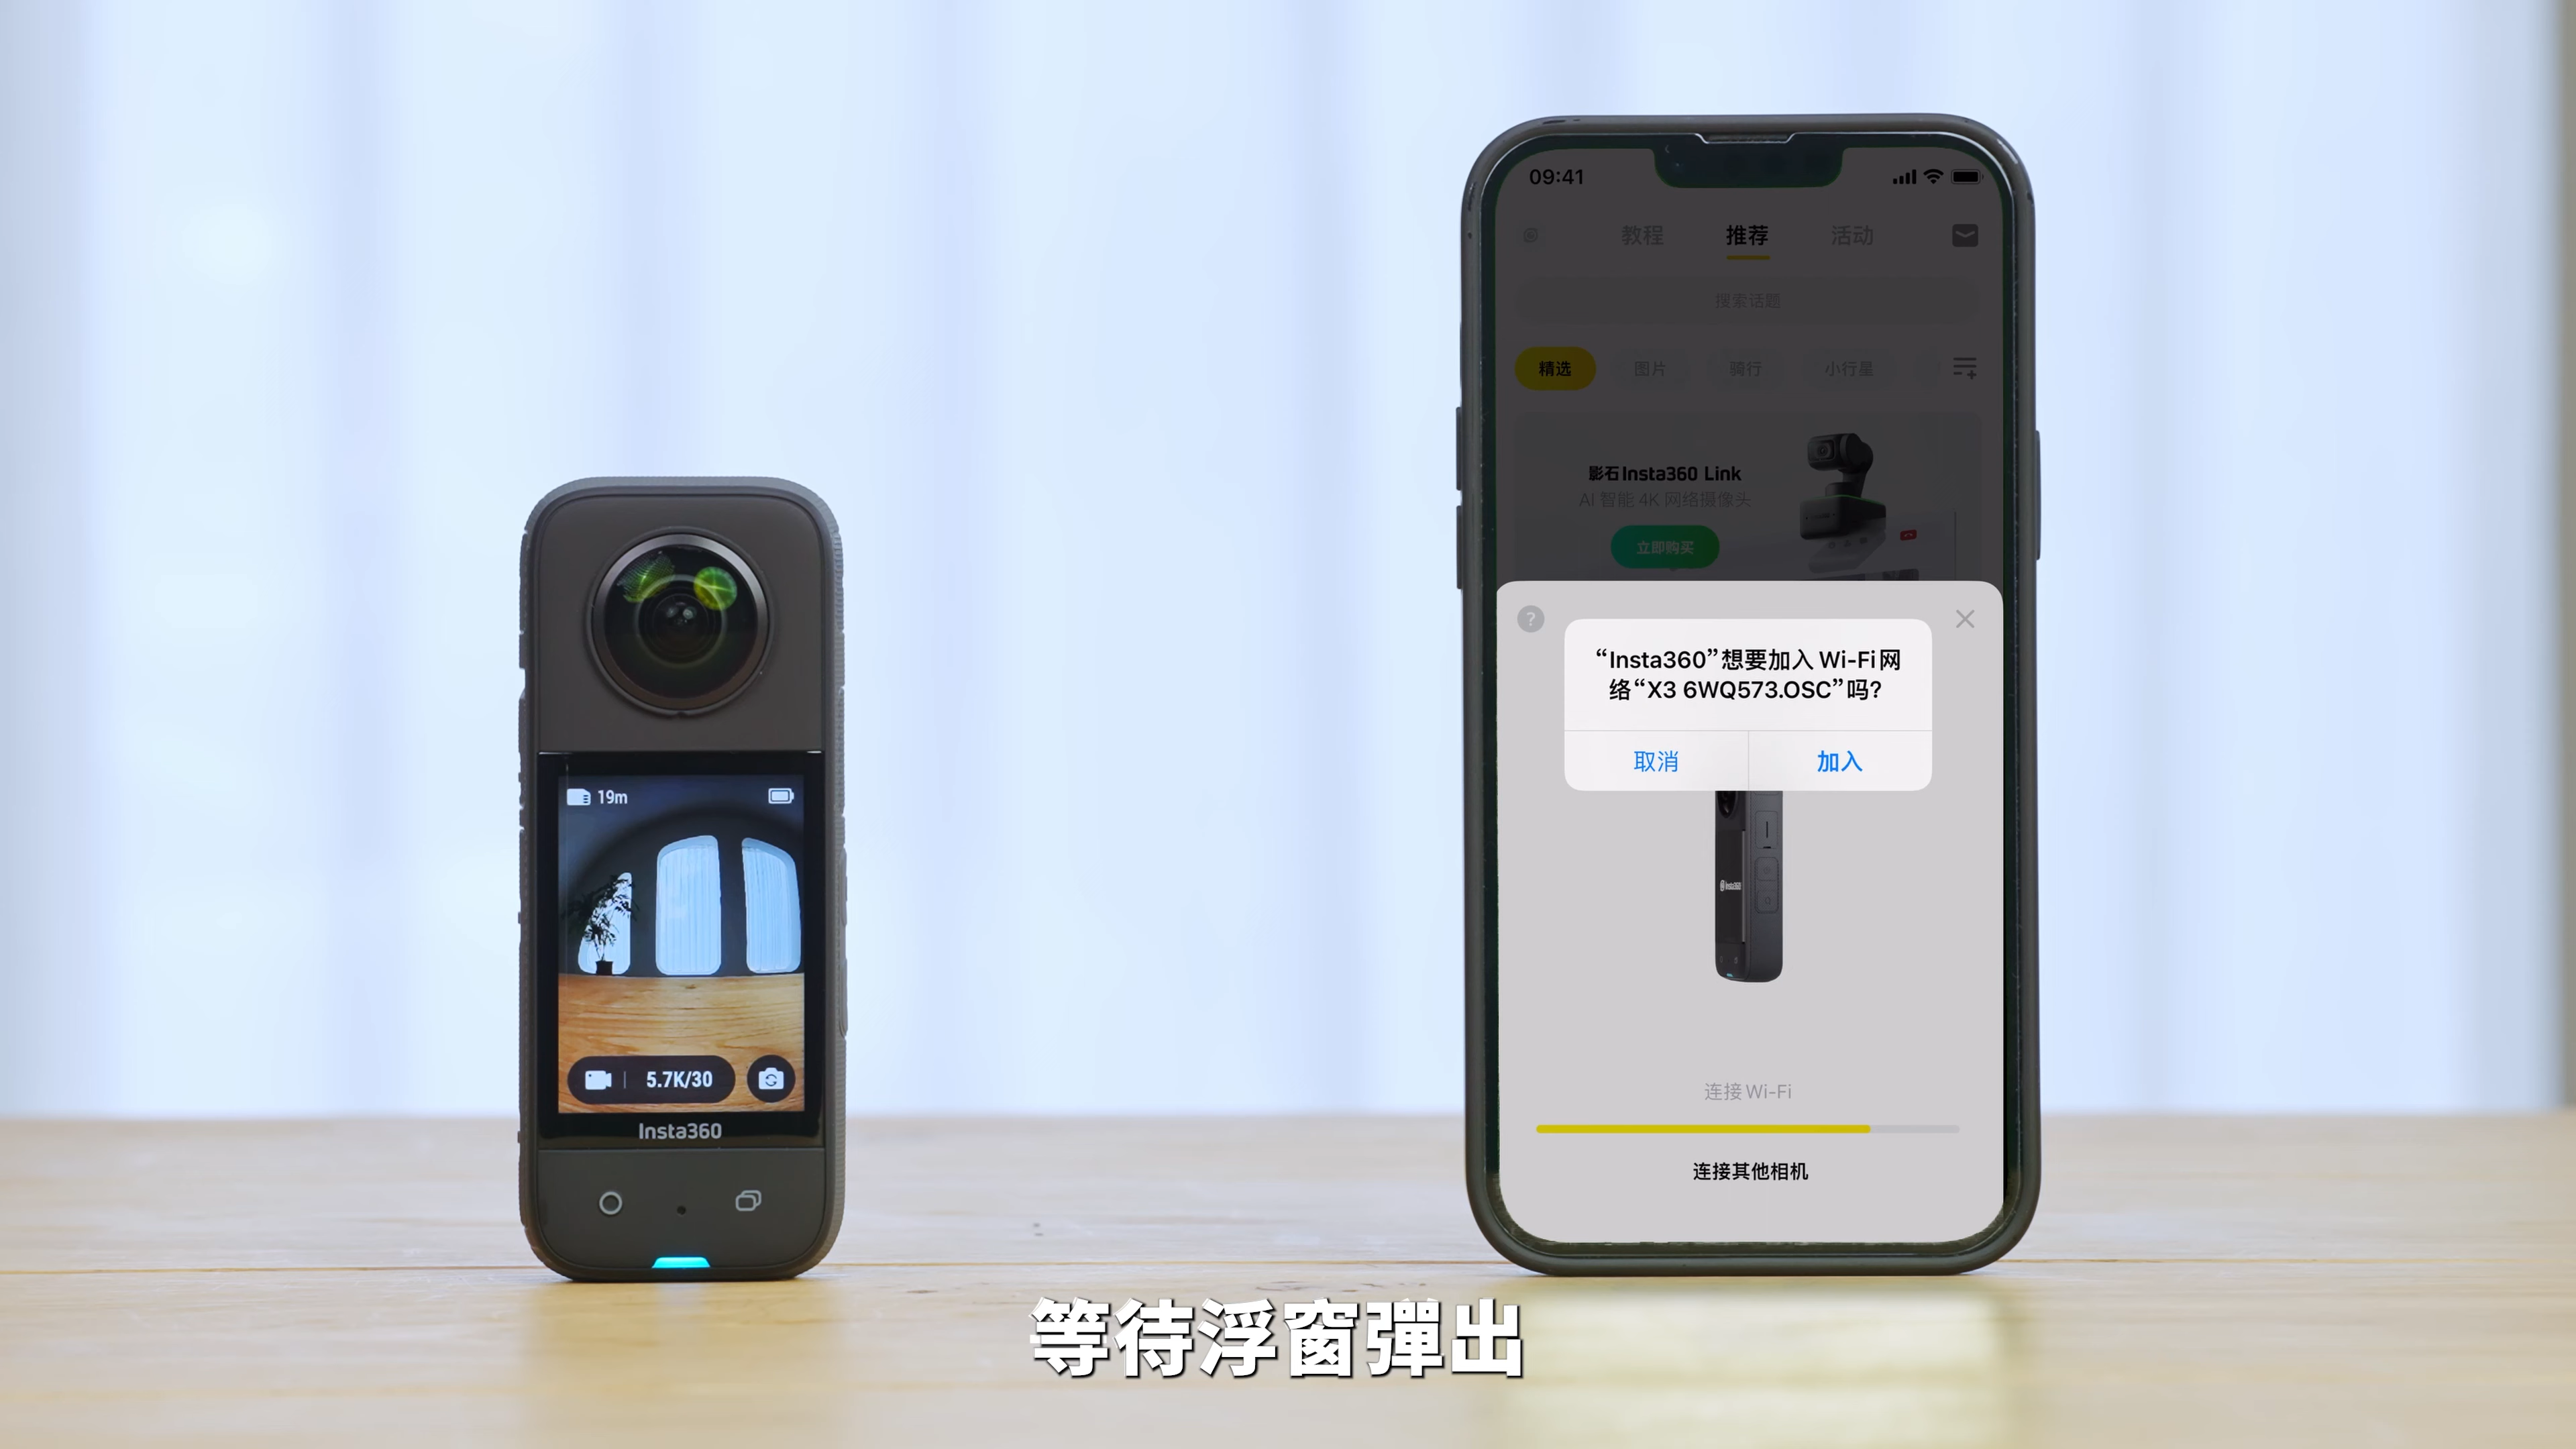 09:41
教程 推荐 活动
搜索话题
精选 图片 骑行 小行星
影石Insta360 Link
AI 智能 4K 网络摄像头
立即购买
“Insta360”想要加入 Wi-Fi网
络“X3 6WQ573.OSC”吗?
取消 加入
Insta360
连接 Wi-Fi
连接其他相机
19m
5.7K/30
Insta360
等待浮窗彈出